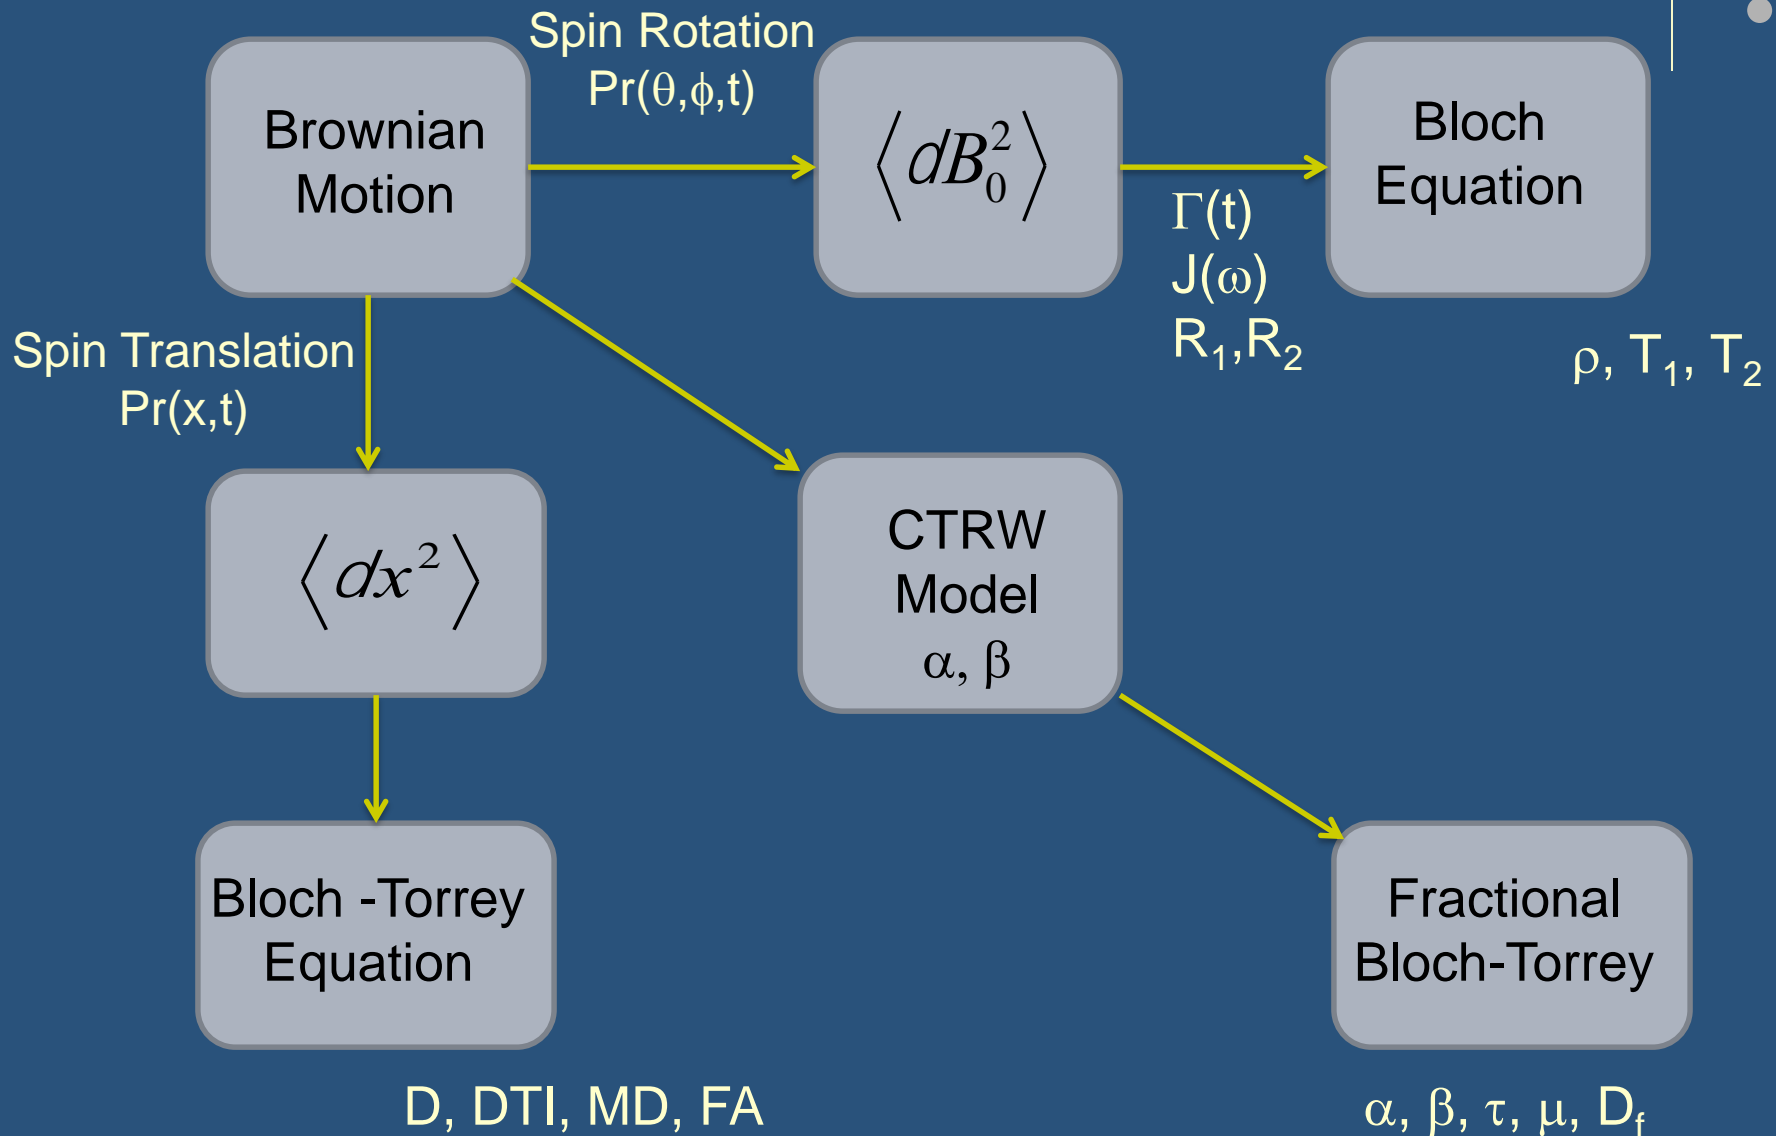 Spin Rotation
Pr(θ,ϕ,t)
Brownian
Motion
⟨dB₀²⟩
Bloch
Equation
Γ(t)
J(ω)
R₁,R₂
ρ, T₁, T₂
Spin Translation
Pr(x,t)
⟨dx²⟩
CTRW
Model
α, β
Bloch -Torrey
Equation
Fractional
Bloch-Torrey
D, DTI, MD, FA
α, β, τ, μ, D_f